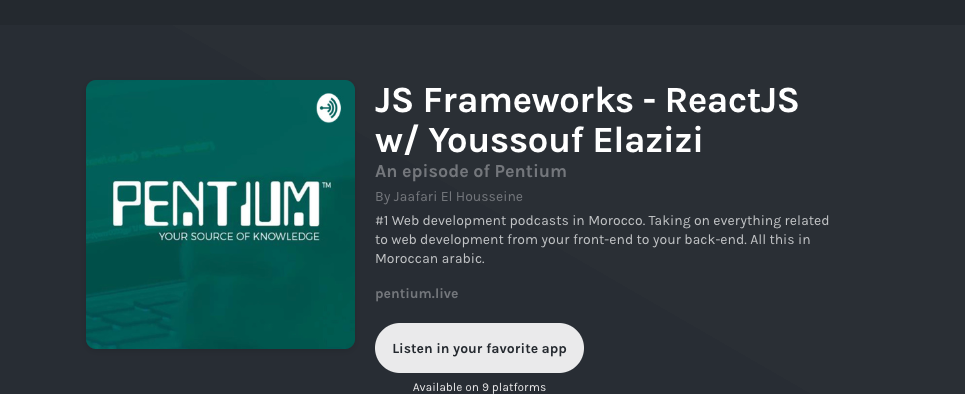 PENTIUM™
YOUR SOURCE OF KNOWLEDGE
JS Frameworks - ReactJS
w/ Youssouf Elazizi
An episode of Pentium
By Jaafari El Housseine
#1 Web development podcasts in Morocco. Taking on everything related
to web development from your front-end to your back-end. All this in
Moroccan arabic.
pentium.live
Listen in your favorite app
Available on 9 platforms